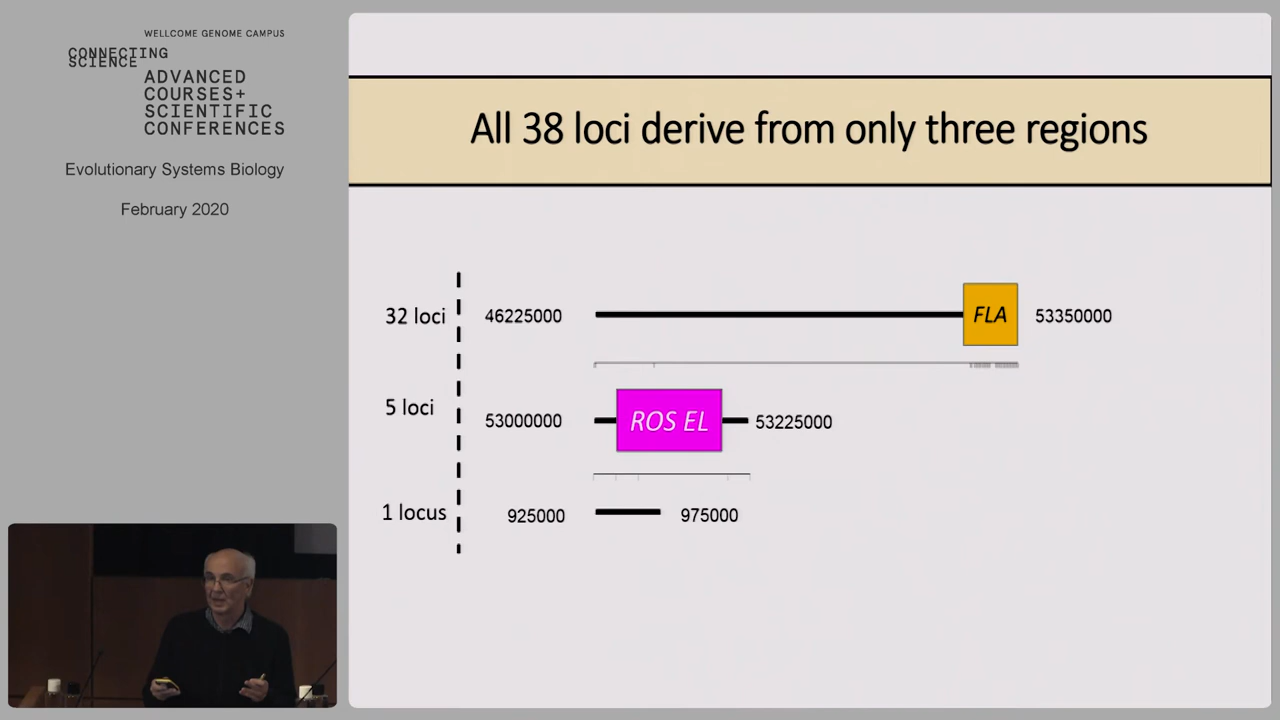 WELLCOME GENOME CAMPUS
CONNECTING
SCIENCE
ADVANCED
COURSES+
SCIENTIFIC
CONFERENCES
Evolutionary Systems Biology
February 2020
All 38 loci derive from only three regions
32 loci 46225000 FLA 53350000
5 loci 53000000 ROS EL 53225000
1 locus 925000 975000